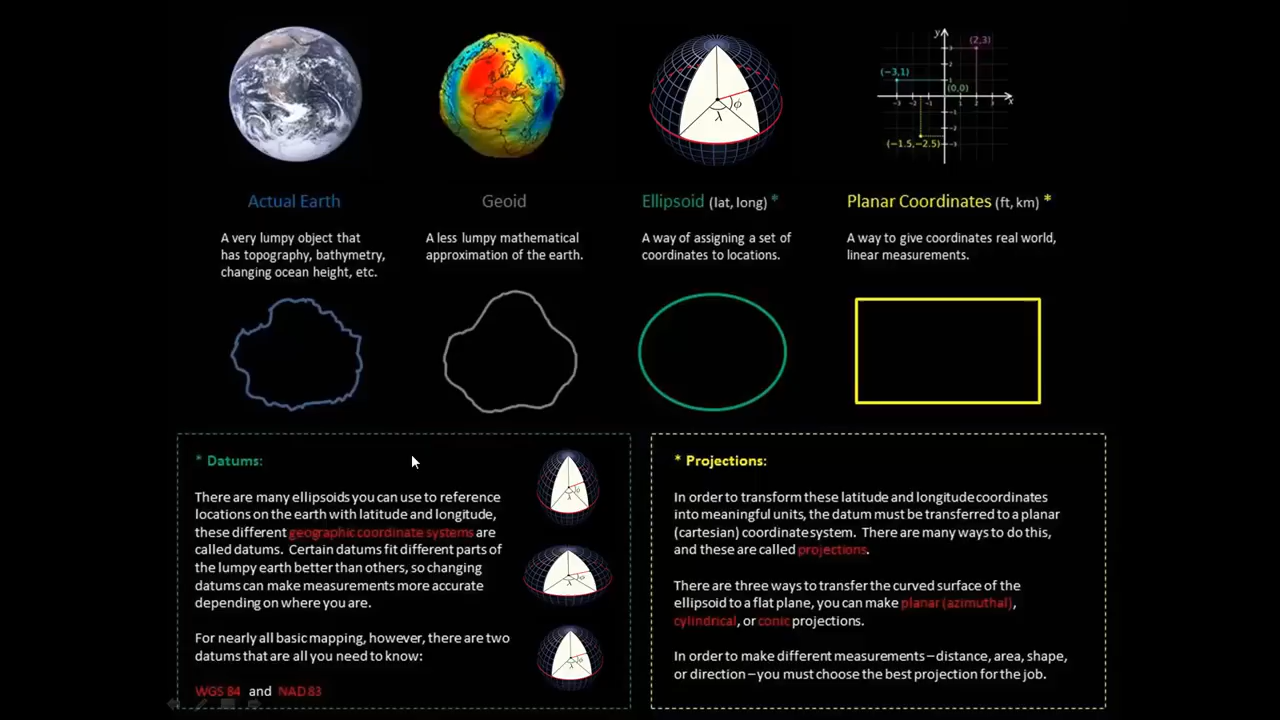 y
(2,3)
(−3,1)
(0,0)
x
−3 −2 −1 1 2 3
(−1.5,−2.5)
λ
ϕ
Actual Earth
A very lumpy object that
has topography, bathymetry,
changing ocean height, etc.
Geoid
A less lumpy mathematical
approximation of the earth.
Ellipsoid (lat, long) *
A way of assigning a set of
coordinates to locations.
Planar Coordinates (ft, km) *
A way to give coordinates real world,
linear measurements.
* Datums:
There are many ellipsoids you can use to reference
locations on the earth with latitude and longitude,
these different geographic coordinate systems are
called datums. Certain datums fit different parts of
the lumpy earth better than others, so changing
datums can make measurements more accurate
depending on where you are.
For nearly all basic mapping, however, there are two
datums that are all you need to know:
WGS 84 and NAD 83
* Projections:
In order to transform these latitude and longitude coordinates
into meaningful units, the datum must be transferred to a planar
(cartesian) coordinate system. There are many ways to do this,
and these are called projections.
There are three ways to transfer the curved surface of the
ellipsoid to a flat plane, you can make planar (azimuthal),
cylindrical, or conic projections.
In order to make different measurements – distance, area, shape,
or direction – you must choose the best projection for the job.